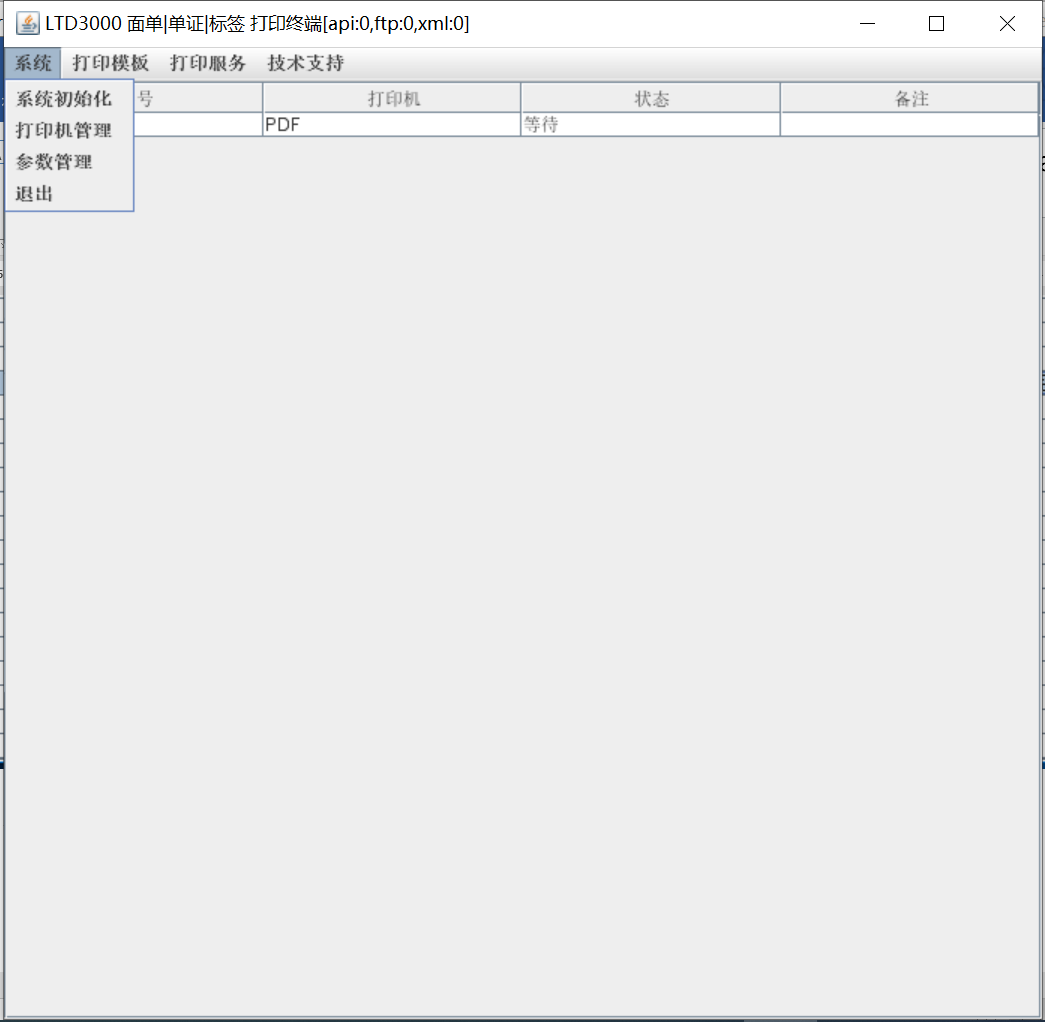 LTD3000 面单|单证|标签 打印终端[api:0,ftp:0,xml:0]
系统 打印模板 打印服务 技术支持
号 打印机 状态 备注
PDF 等待
系统初始化
打印机管理
参数管理
退出